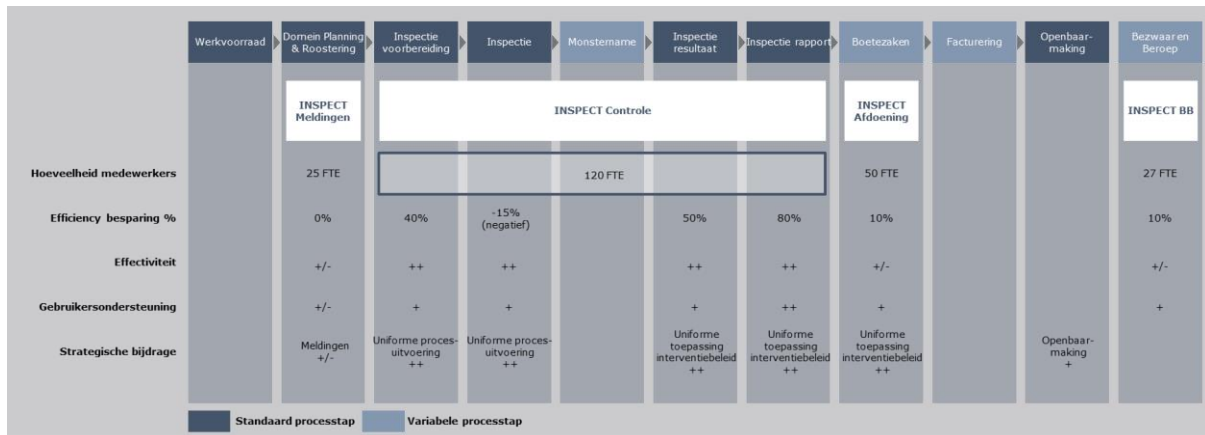 Werkvoorraad
Domein Planning
& Roostering
Inspectie
voorbereiding
Inspectie
Monstername
Inspectie
resultaat
Inspectie rapport
Boetezaken
Facturering
Openbaar-
making
Bezwaar en
Beroep
INSPECT
Meldingen
INSPECT Controle
INSPECT
Afdoening
INSPECT BB
Hoeveelheid medewerkers
25 FTE
120 FTE
50 FTE
27 FTE
Efficiency besparing %
0%
40%
-15%
(negatief)
50%
80%
10%
10%
Effectiviteit
+/-
++
++
++
++
+/-
+/-
Gebruikersondersteuning
+/-
+
+
+
++
+
+
Strategische bijdrage
Meldingen
+/-
Uniforme proces-
uitvoering
++
Uniforme proces-
uitvoering
++
Uniforme
toepassing
interventiebeleid
++
Uniforme
toepassing
interventiebeleid
++
Uniforme
toepassing
interventiebeleid
++
Openbaar-
making
+
Standaard processtap
Variabele processtap